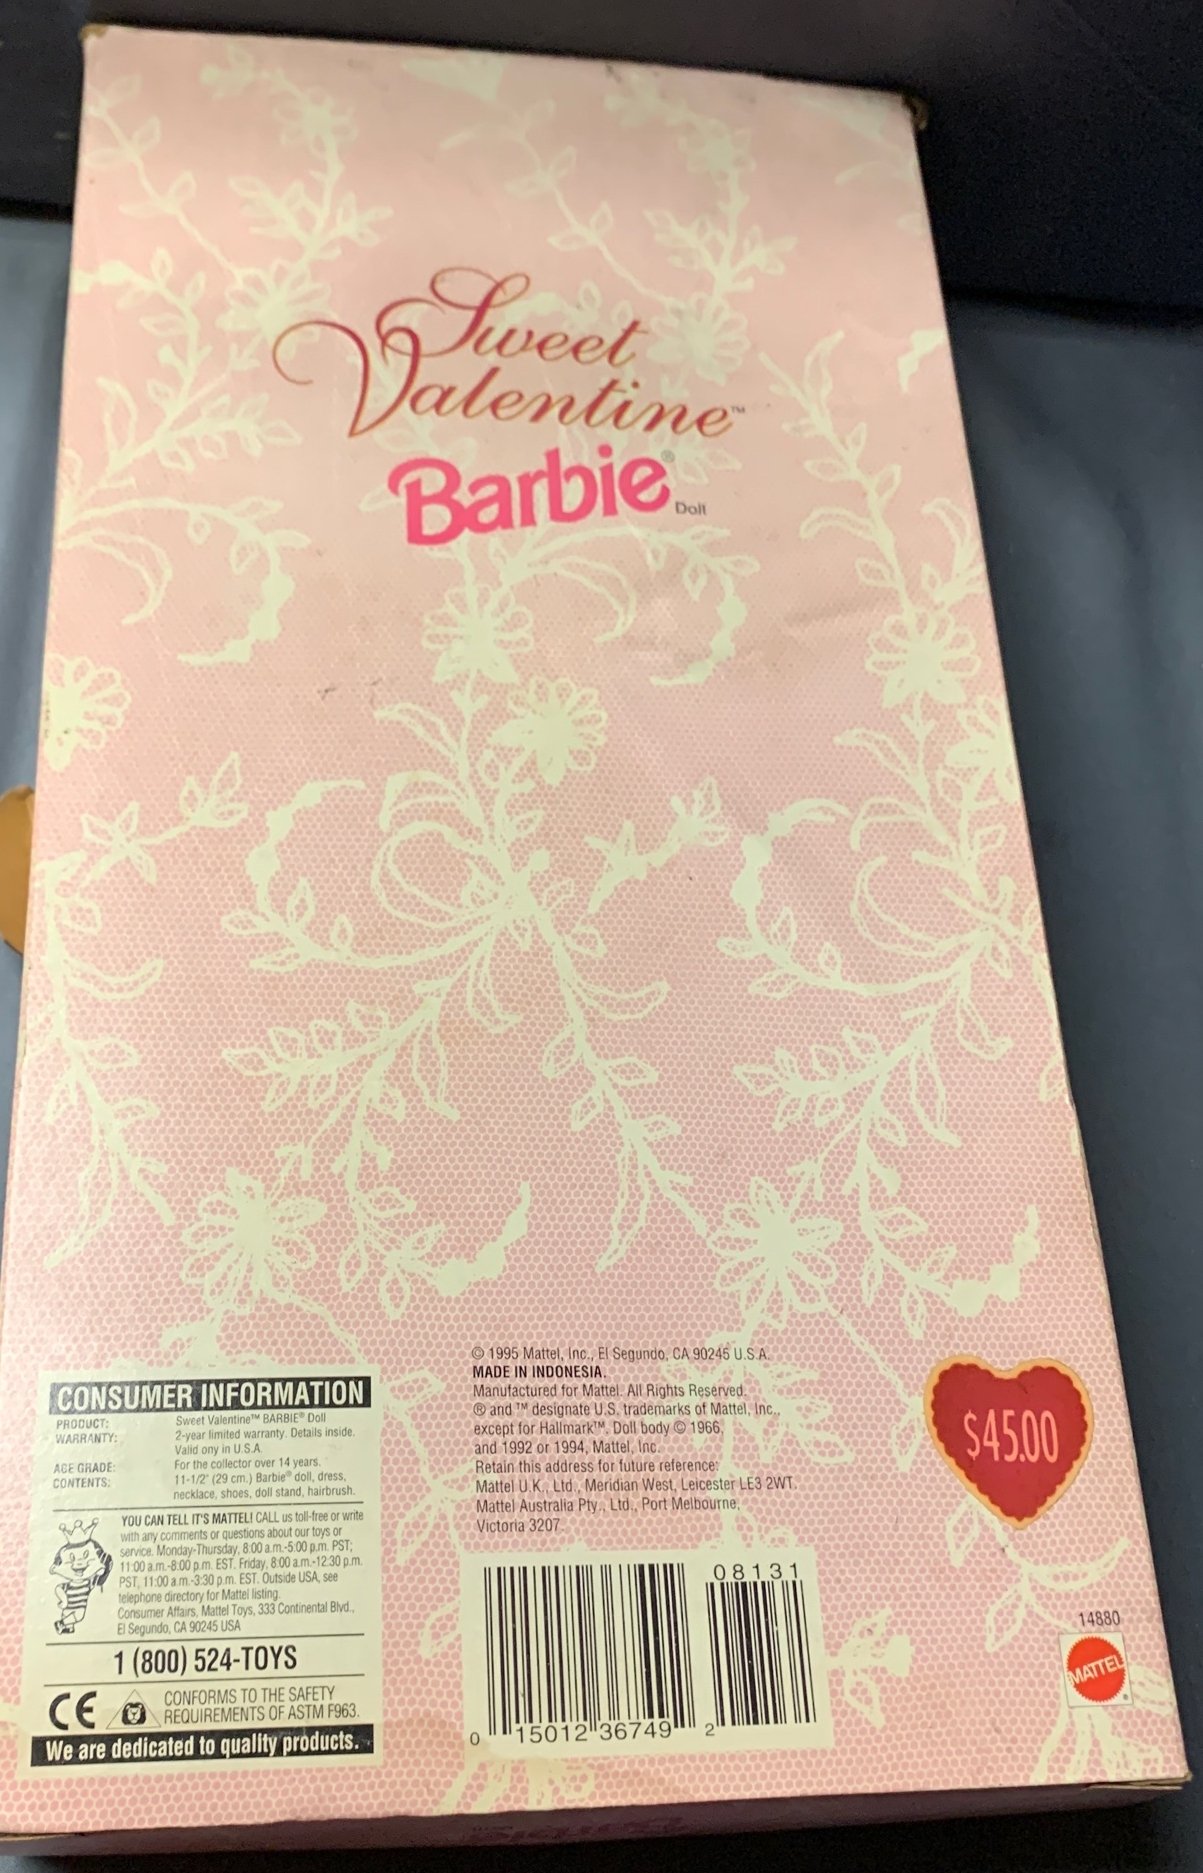 Sweet
Valentine™
Barbie® Doll
© 1995 Mattel, Inc., El Segundo, CA 90245 U.S.A.
MADE IN INDONESIA.
Manufactured for Mattel. All Rights Reserved.
® and ™ designate U.S. trademarks of Mattel, Inc.,
except for Hallmark™. Doll body © 1966,
and 1992 or 1994, Mattel, Inc.
Retain this address for future reference:
Mattel U.K., Ltd., Meridian West, Leicester LE3 2WT.
Mattel Australia Pty., Ltd., Port Melbourne,
Victoria 3207.
$45.00
CONSUMER INFORMATION
PRODUCT: Sweet Valentine™ BARBIE® Doll
WARRANTY: 2-year limited warranty. Details inside.
Valid ony in U.S.A.
AGE GRADE: For the collector over 14 years.
CONTENTS: 11-1/2" (29 cm.) Barbie® doll, dress,
necklace, shoes, doll stand, hairbrush.
YOU CAN TELL IT'S MATTEL! CALL us toll-free or write
with any comments or questions about our toys or
service. Monday-Thursday, 8:00 a.m.-5:00 p.m. PST;
11:00 a.m.-8:00 p.m. EST. Friday, 8:00 a.m.-12:30 p.m.
PST, 11:00 a.m.-3:30 p.m. EST. Outside USA, see
telephone directory for Mattel listing.
Consumer Affairs, Mattel Toys, 333 Continental Blvd.,
El Segundo, CA 90245 USA
1 (800) 524-TOYS
CE CONFORMS TO THE SAFETY
REQUIREMENTS OF ASTM F963.
We are dedicated to quality products.
08131
0 15012 36749 2
14880
MATTEL®